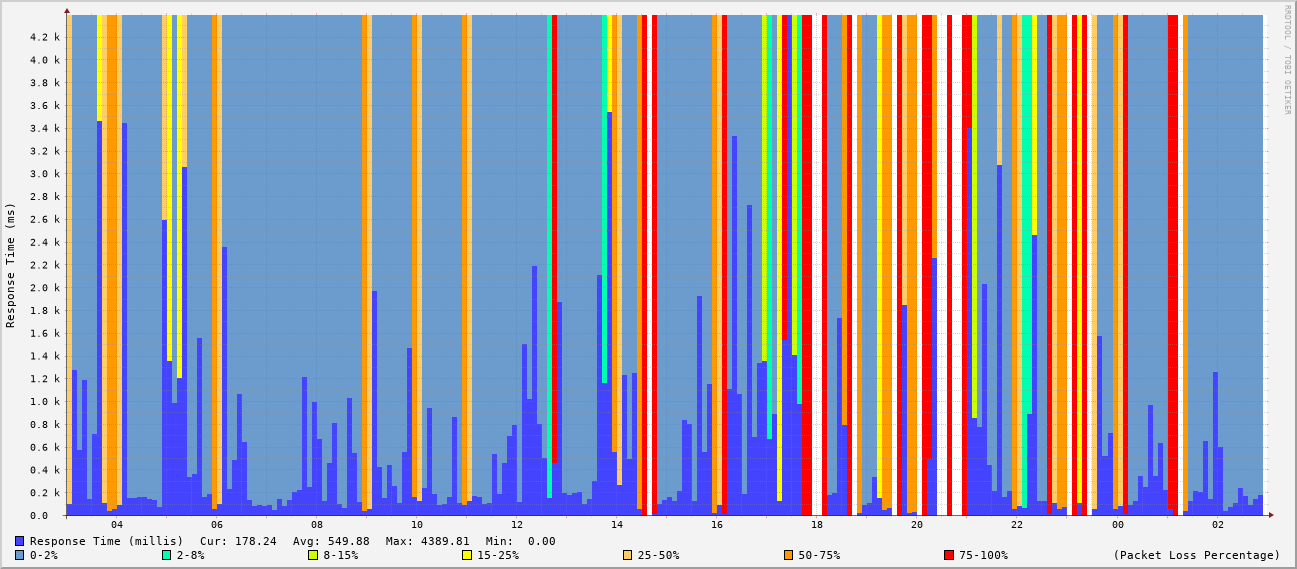 RRDTOOL / TOBI OETIKER
Response Time (ms)
4.2 k
4.0 k
3.8 k
3.6 k
3.4 k
3.2 k
3.0 k
2.8 k
2.6 k
2.4 k
2.2 k
2.0 k
1.8 k
1.6 k
1.4 k
1.2 k
1.0 k
0.8 k
0.6 k
0.4 k
0.2 k
0.0
04 06 08 10 12 14 16 18 20 22 00 02
Response Time (millis) Cur: 178.24 Avg: 549.88 Max: 4389.81 Min: 0.00
0-2% 2-8% 8-15% 15-25% 25-50% 50-75% 75-100% (Packet Loss Percentage)